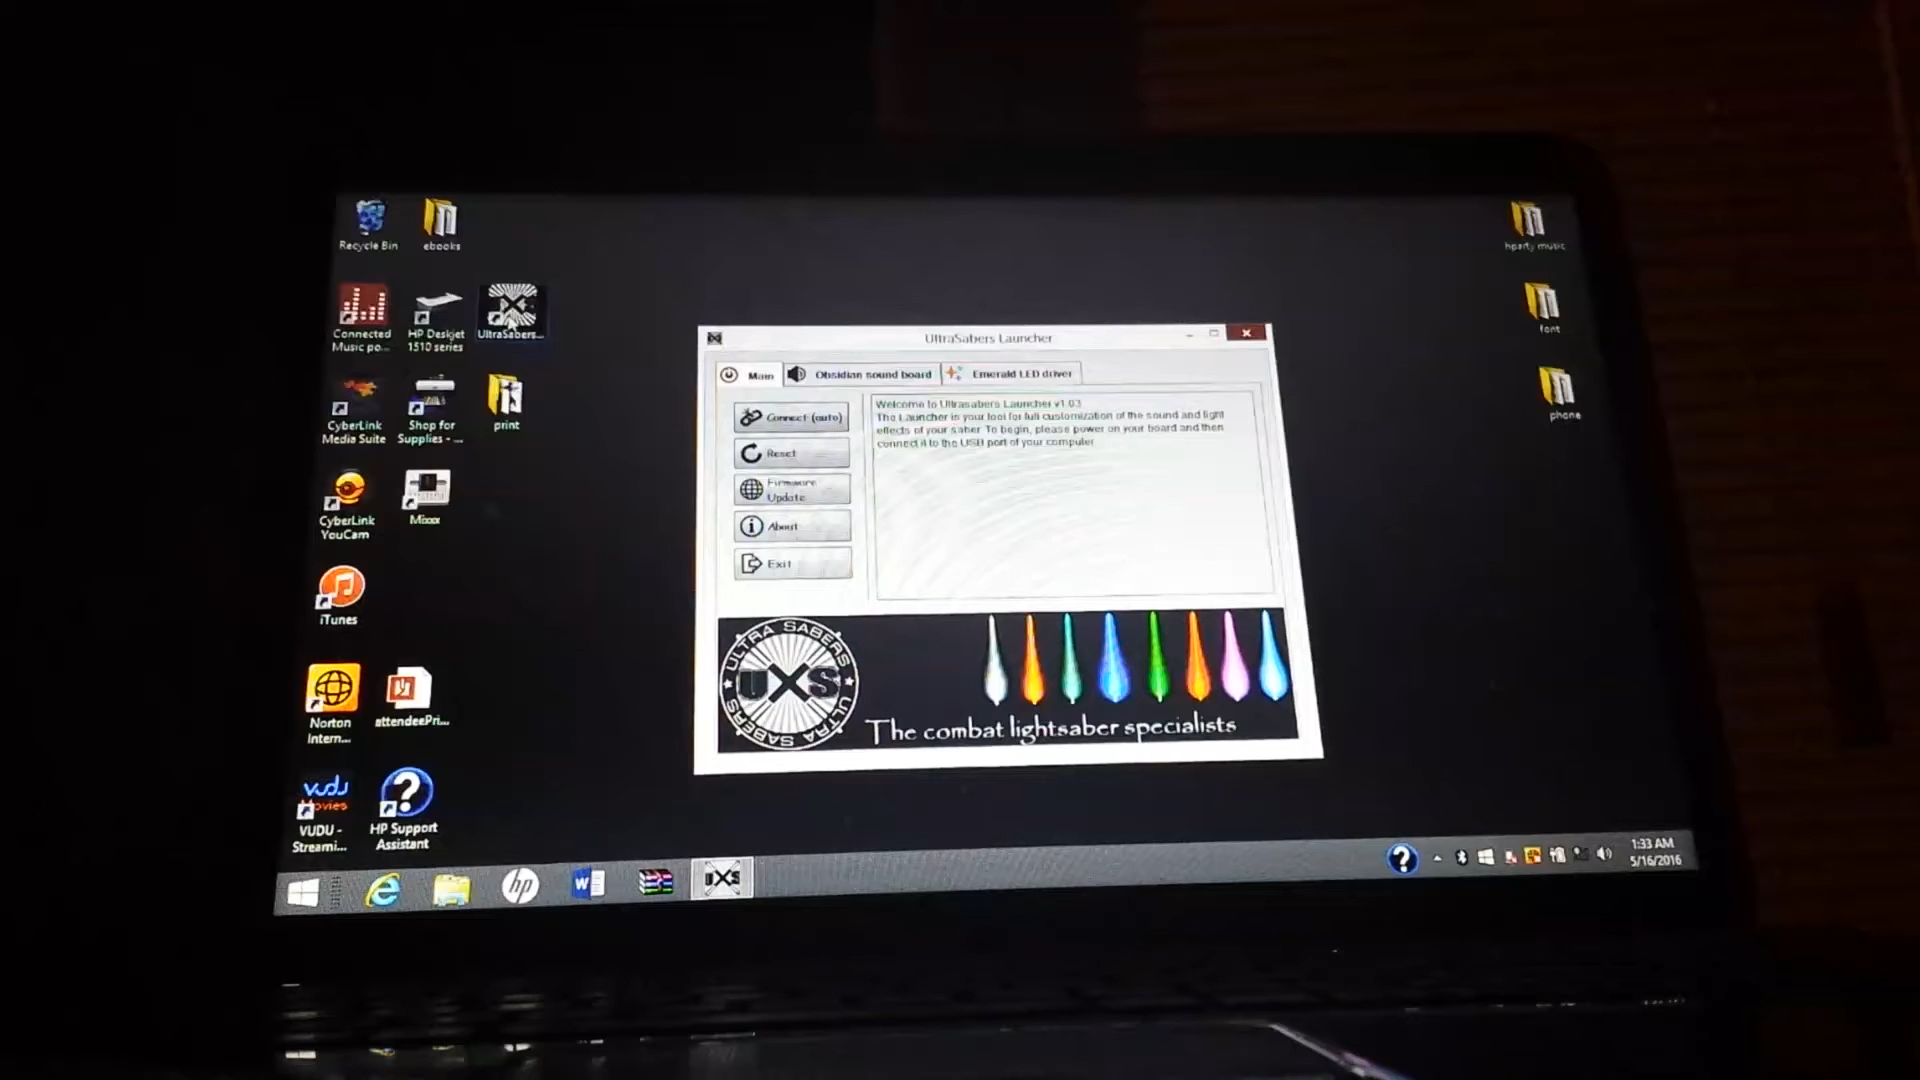 Recycle Bin
ebooks
hparty music
Connected
Music po...
HP Deskjet
1510 series
UltraSabers...
font
CyberLink
Media Suite
Shop for
Supplies - ...
print
phone
CyberLink
YouCam
Mixxx
iTunes
Norton
Intern...
attendeePri...
vudu
Movies
VUDU -
Streami...
HP Support
Assistant
UltraSabers Launcher
Main
Obsidian sound board
Emerald LED driver
Connect (auto)
Reset
Firmware
Update
About
Exit
Welcome to Ultrasabers Launcher v1.03
The Launcher is your tool for full customization of the sound and light
effects of your saber To begin, please power on your board and then
connect it to the USB port of your computer
ULTRA SABERS
UXS
ULTRA SABERS
The combat lightsaber specialists
hp
W
UXS
?
1:33 AM
5/16/2016